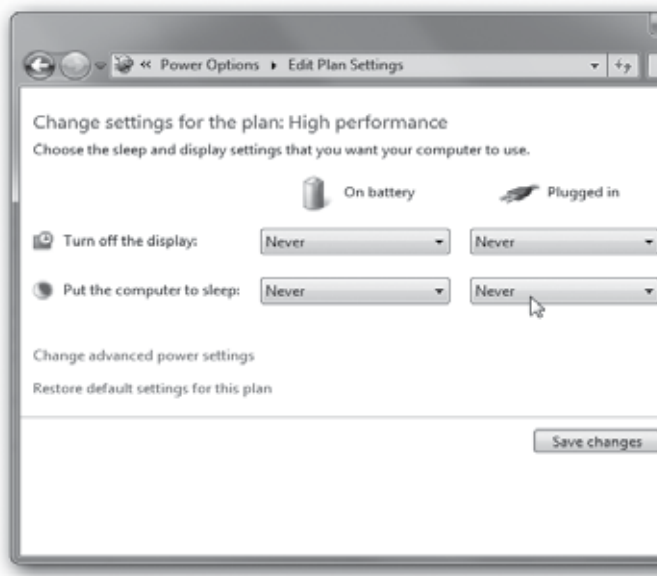 « Power Options ▸ Edit Plan Settings
Change settings for the plan: High performance
Choose the sleep and display settings that you want your computer to use.
On battery Plugged in
Turn off the display: Never Never
Put the computer to sleep: Never Never
Change advanced power settings
Restore default settings for this plan
Save changes